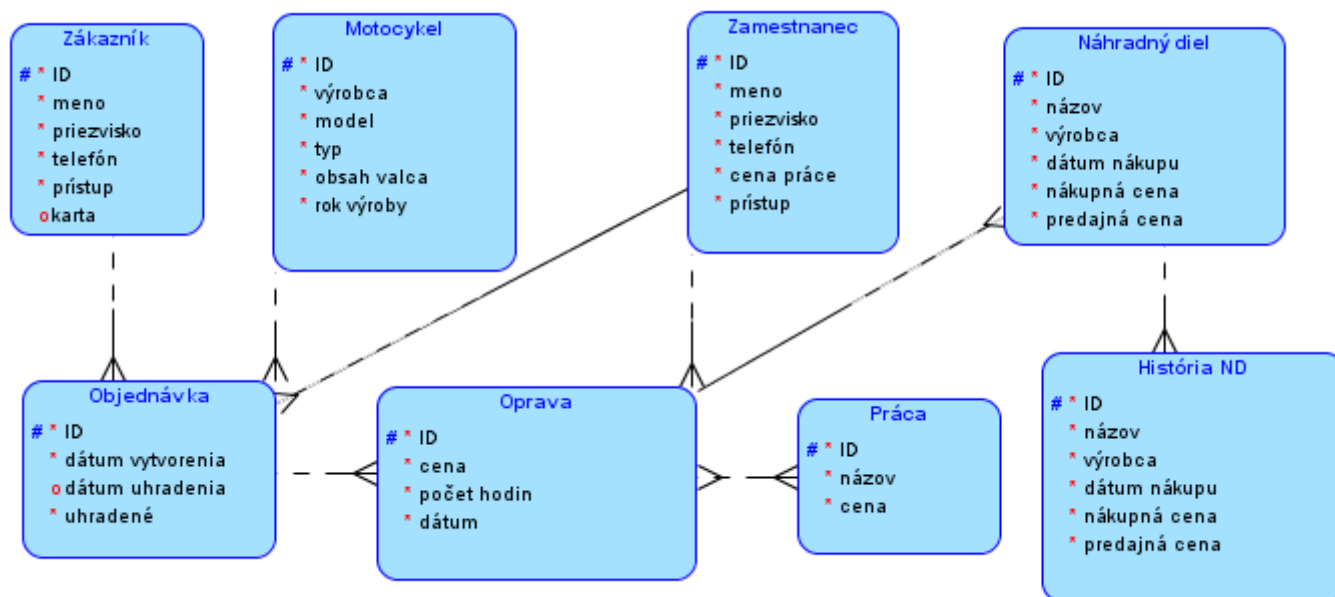 Zákazník
# * ID
* meno
* priezvisko
* telefón
* prístup
o karta
Motocykel
# * ID
* výrobca
* model
* typ
* obsah valca
* rok výroby
Zamestnanec
# * ID
* meno
* priezvisko
* telefón
* cena práce
* prístup
Náhradný diel
# * ID
* názov
* výrobca
* dátum nákupu
* nákupná cena
* predajná cena
Objednávka
# * ID
* dátum vytvorenia
o dátum uhradenia
* uhradené
Oprava
# * ID
* cena
* počet hodin
* dátum
Práca
# * ID
* názov
* cena
História ND
# * ID
* názov
* výrobca
* dátum nákupu
* nákupná cena
* predajná cena